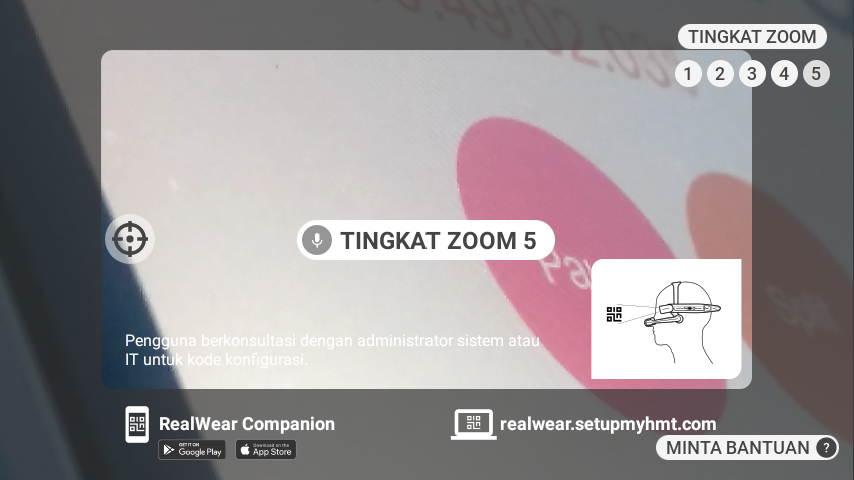 TINGKAT ZOOM
1 2 3 4 5
TINGKAT ZOOM 5
Pengguna berkonsultasi dengan administrator sistem atau
IT untuk kode konfigurasi.
RealWear Companion
realwear.setupmyhmt.com
GET IT ON
Google Play
Download on the
App Store
MINTA BANTUAN ?